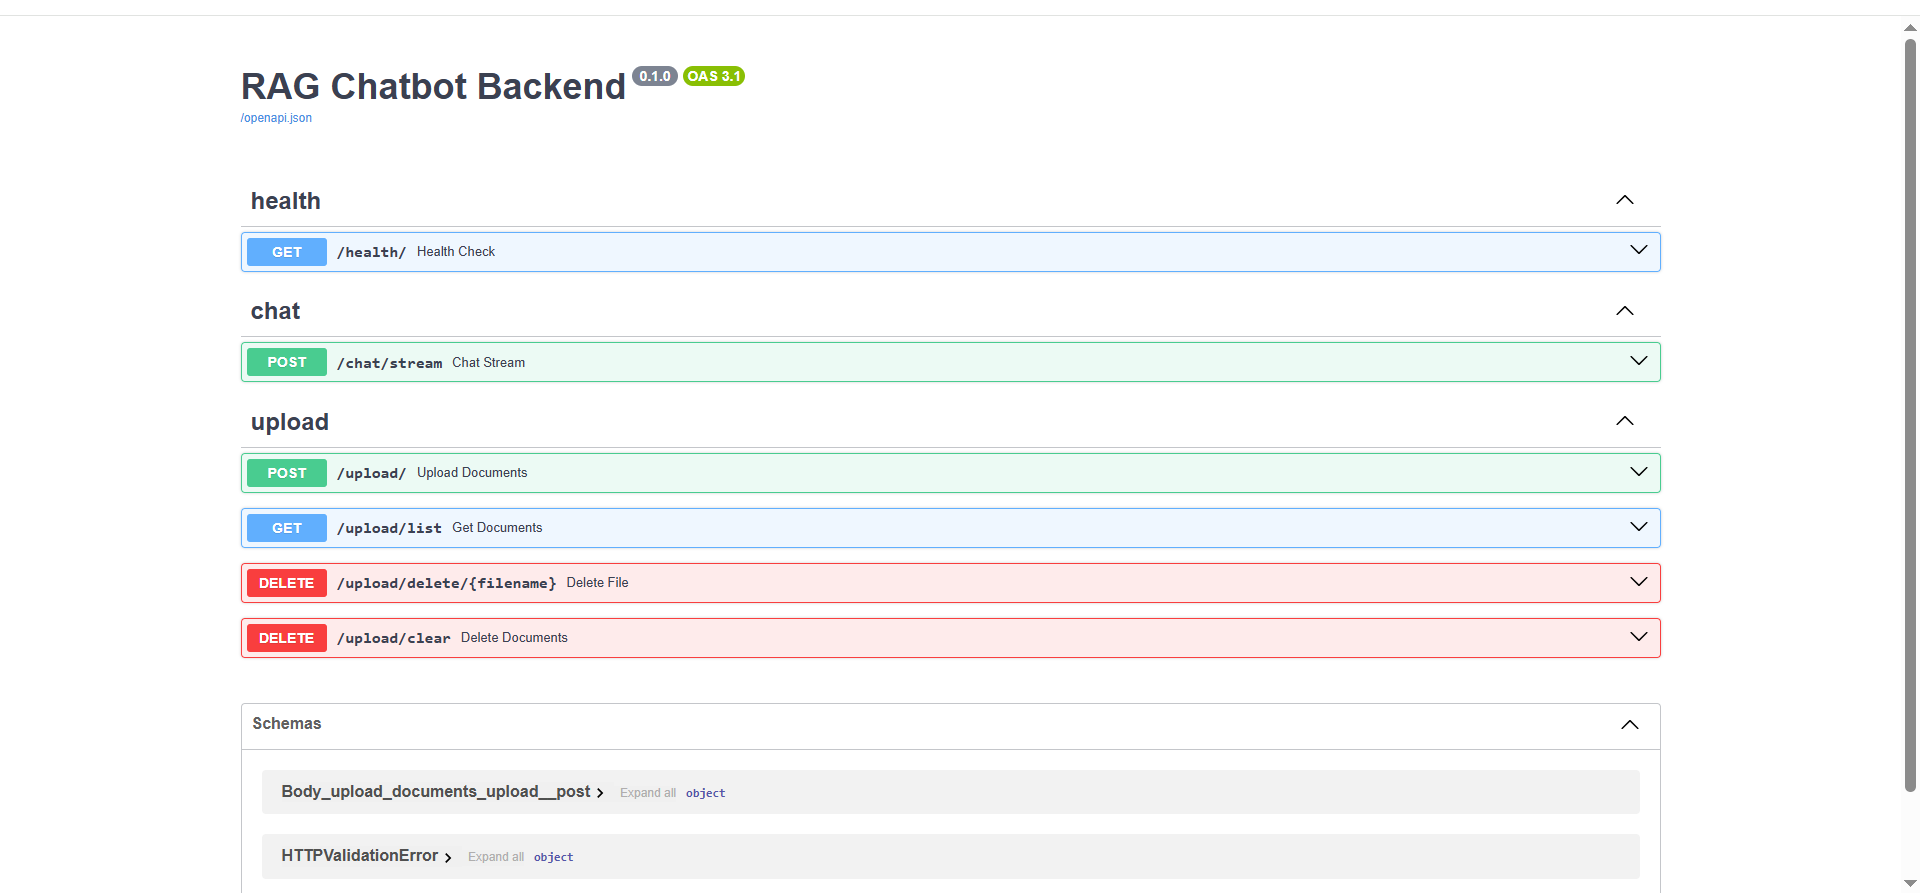 RAG Chatbot Backend 0.1.0 OAS 3.1
/openapi.json
health
GET /health/ Health Check
chat
POST /chat/stream Chat Stream
upload
POST /upload/ Upload Documents
GET /upload/list Get Documents
DELETE /upload/delete/{filename} Delete File
DELETE /upload/clear Delete Documents
Schemas
Body_upload_documents_upload__post Expand all object
HTTPValidationError Expand all object